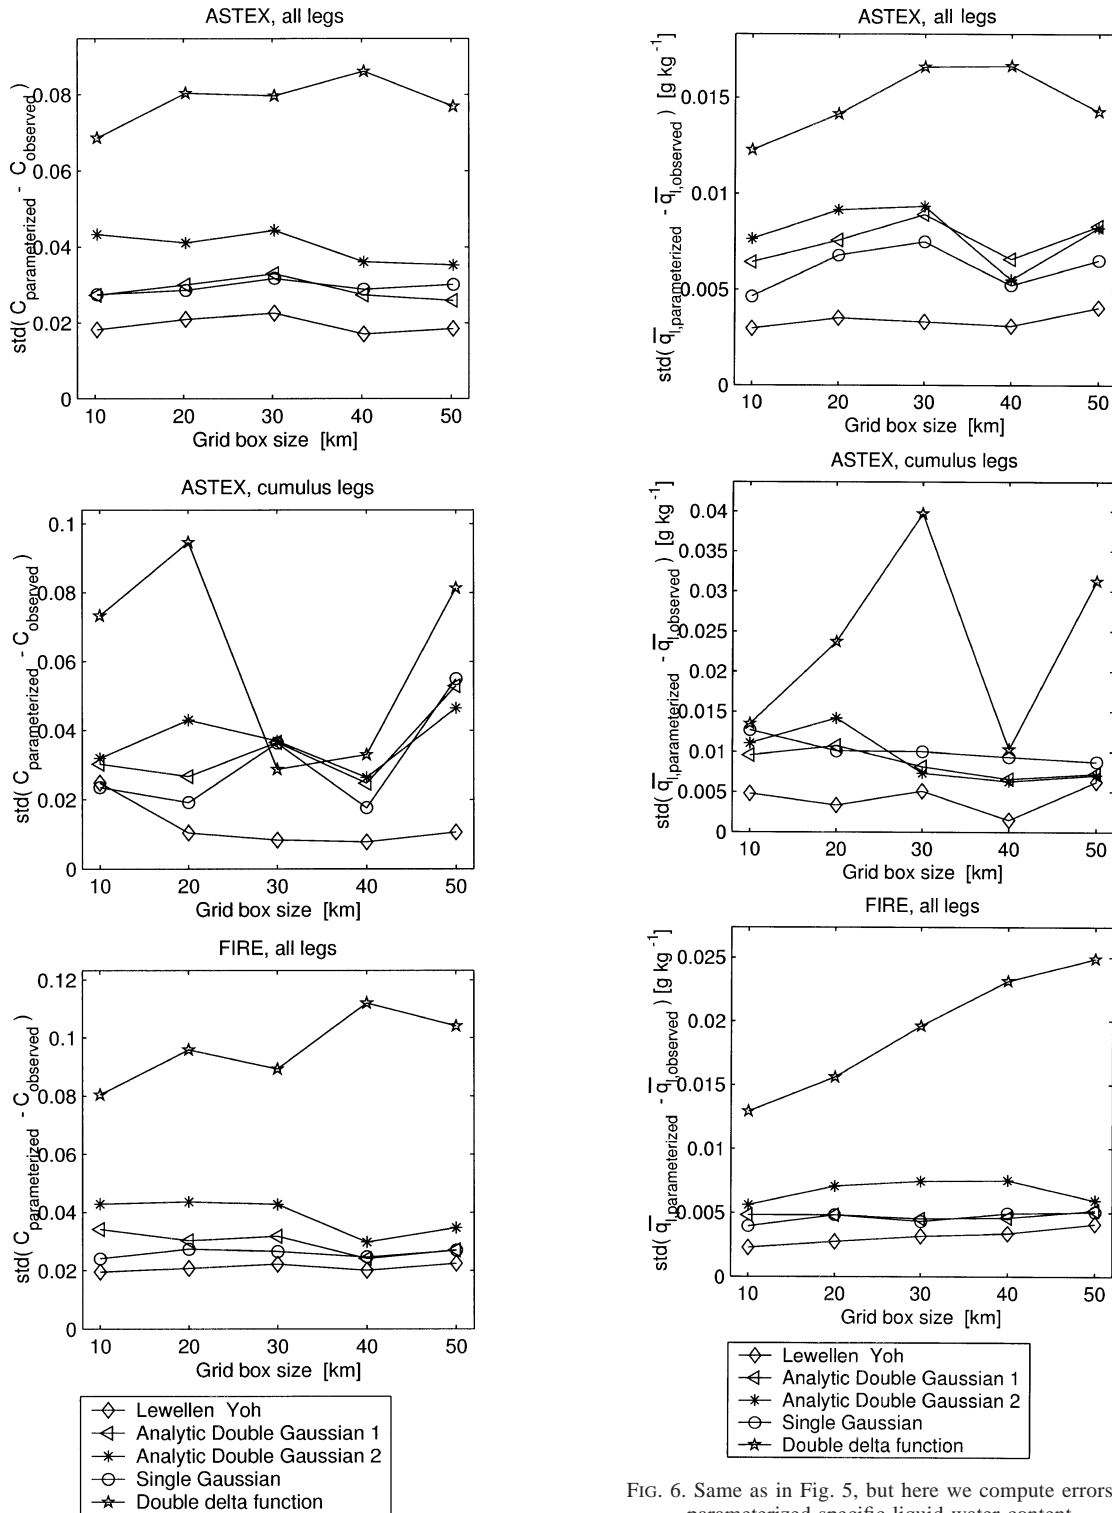 ASTEX, all legs
std( C_parameterized - C_observed )
0.08
0.06
0.04
0.02
0
10 20 30 40 50
Grid box size [km]
ASTEX, cumulus legs
std( C_parameterized - C_observed )
0.1
0.08
0.06
0.04
0.02
0
10 20 30 40 50
Grid box size [km]
FIRE, all legs
std( C_parameterized - C_observed )
0.12
0.1
0.08
0.06
0.04
0.02
0
10 20 30 40 50
Grid box size [km]
Lewellen Yoh
Analytic Double Gaussian 1
Analytic Double Gaussian 2
Single Gaussian
Double delta function
ASTEX, all legs
std( q̅_l,parameterized - q̅_l,observed ) [g kg⁻¹]
0.015
0.01
0.005
0
10 20 30 40 50
Grid box size [km]
ASTEX, cumulus legs
std( q̅_l,parameterized - q̅_l,observed ) [g kg⁻¹]
0.04
0.035
0.03
0.025
0.02
0.015
0.01
0.005
0
10 20 30 40 50
Grid box size [km]
FIRE, all legs
std( q̅_l,parameterized - q̅_l,observed ) [g kg⁻¹]
0.025
0.02
0.015
0.01
0.005
0
10 20 30 40 50
Grid box size [km]
Lewellen Yoh
Analytic Double Gaussian 1
Analytic Double Gaussian 2
Single Gaussian
Double delta function
FIG. 6. Same as in Fig. 5, but here we compute errors
parameterized specific liquid water content